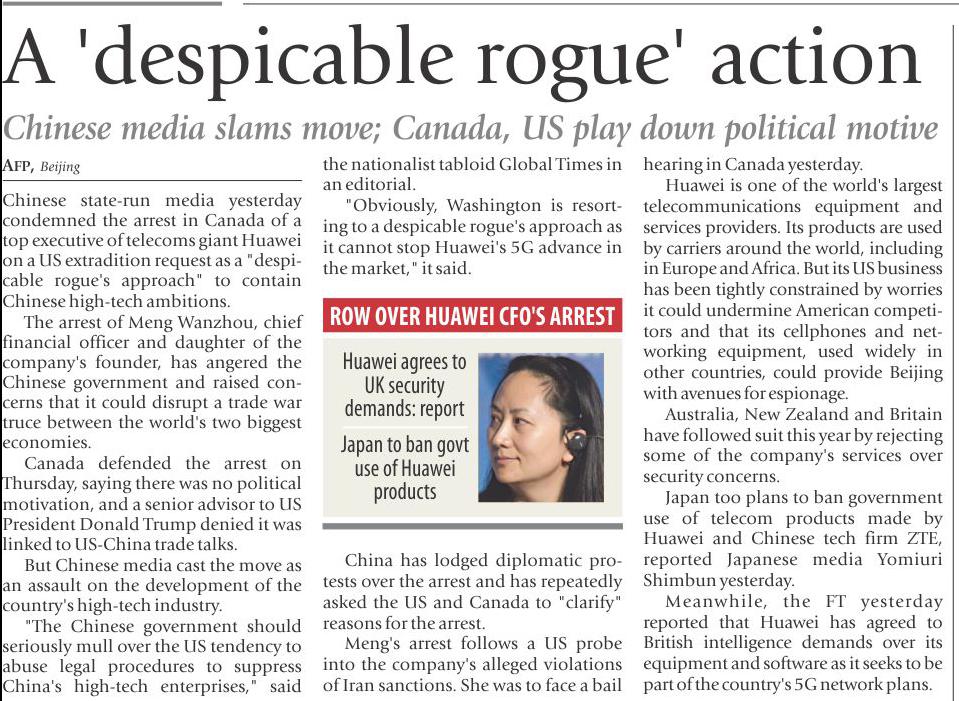 A 'despicable rogue' action
Chinese media slams move; Canada, US play down political motive
AFP, Beijing
Chinese state-run media yesterday
condemned the arrest in Canada of a
top executive of telecoms giant Huawei
on a US extradition request as a "despi-
cable rogue's approach" to contain
Chinese high-tech ambitions.
The arrest of Meng Wanzhou, chief
financial officer and daughter of the
company's founder, has angered the
Chinese government and raised con-
cerns that it could disrupt a trade war
truce between the world's two biggest
economies.
Canada defended the arrest on
Thursday, saying there was no political
motivation, and a senior advisor to US
President Donald Trump denied it was
linked to US-China trade talks.
But Chinese media cast the move as
an assault on the development of the
country's high-tech industry.
"The Chinese government should
seriously mull over the US tendency to
abuse legal procedures to suppress
China's high-tech enterprises," said
the nationalist tabloid Global Times in
an editorial.
"Obviously, Washington is resort-
ing to a despicable rogue's approach as
it cannot stop Huawei's 5G advance in
the market," it said.
ROW OVER HUAWEI CFO'S ARREST
Huawei agrees to
UK security
demands: report
Japan to ban govt
use of Huawei
products
China has lodged diplomatic pro-
tests over the arrest and has repeatedly
asked the US and Canada to "clarify"
reasons for the arrest.
Meng's arrest follows a US probe
into the company's alleged violations
of Iran sanctions. She was to face a bail
hearing in Canada yesterday.
Huawei is one of the world's largest
telecommunications equipment and
services providers. Its products are used
by carriers around the world, including
in Europe and Africa. But its US business
has been tightly constrained by worries
it could undermine American competi-
tors and that its cellphones and net-
working equipment, used widely in
other countries, could provide Beijing
with avenues for espionage.
Australia, New Zealand and Britain
have followed suit this year by rejecting
some of the company's services over
security concerns.
Japan too plans to ban government
use of telecom products made by
Huawei and Chinese tech firm ZTE,
reported Japanese media Yomiuri
Shimbun yesterday.
Meanwhile, the FT yesterday
reported that Huawei has agreed to
British intelligence demands over its
equipment and software as it seeks to be
part of the country's 5G network plans.